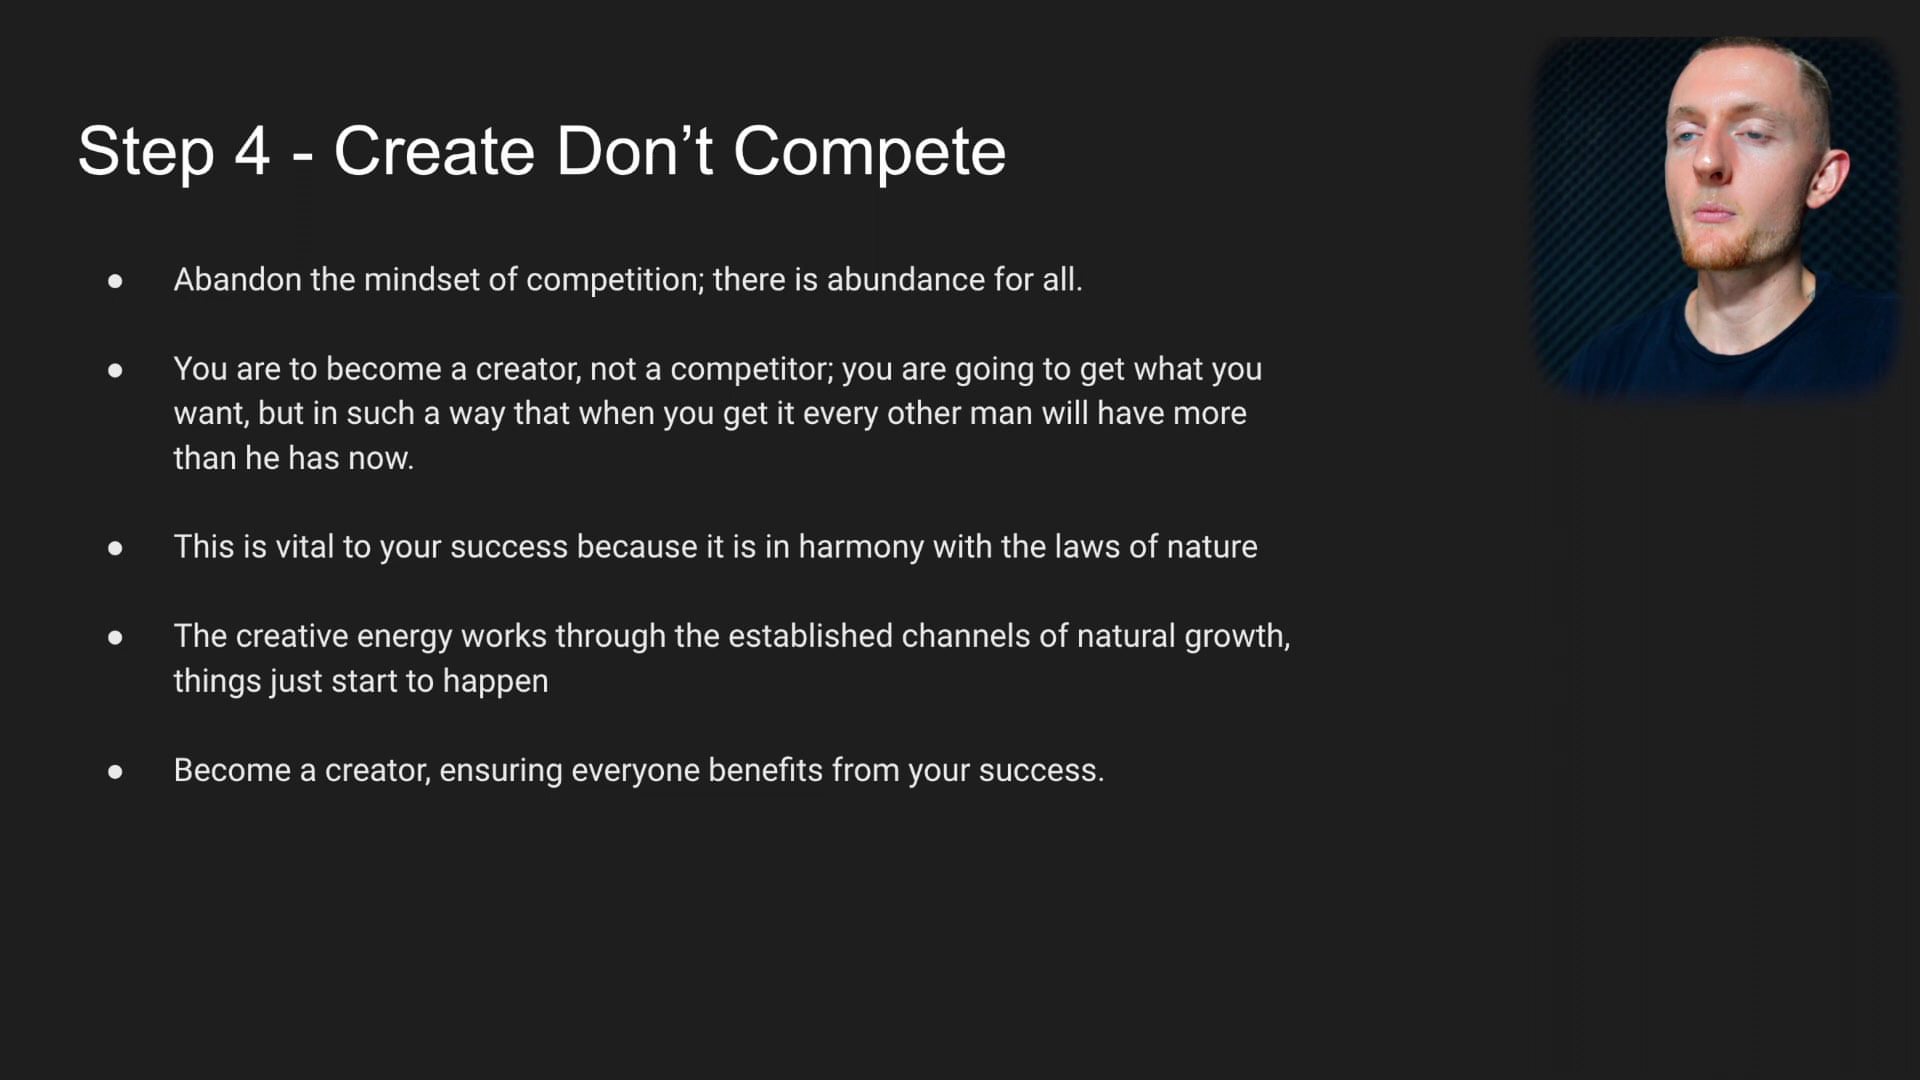 Step 4 - Create Don’t Compete
● Abandon the mindset of competition; there is abundance for all.
● You are to become a creator, not a competitor; you are going to get what you
want, but in such a way that when you get it every other man will have more
than he has now.
● This is vital to your success because it is in harmony with the laws of nature
● The creative energy works through the established channels of natural growth,
things just start to happen
● Become a creator, ensuring everyone benefits from your success.